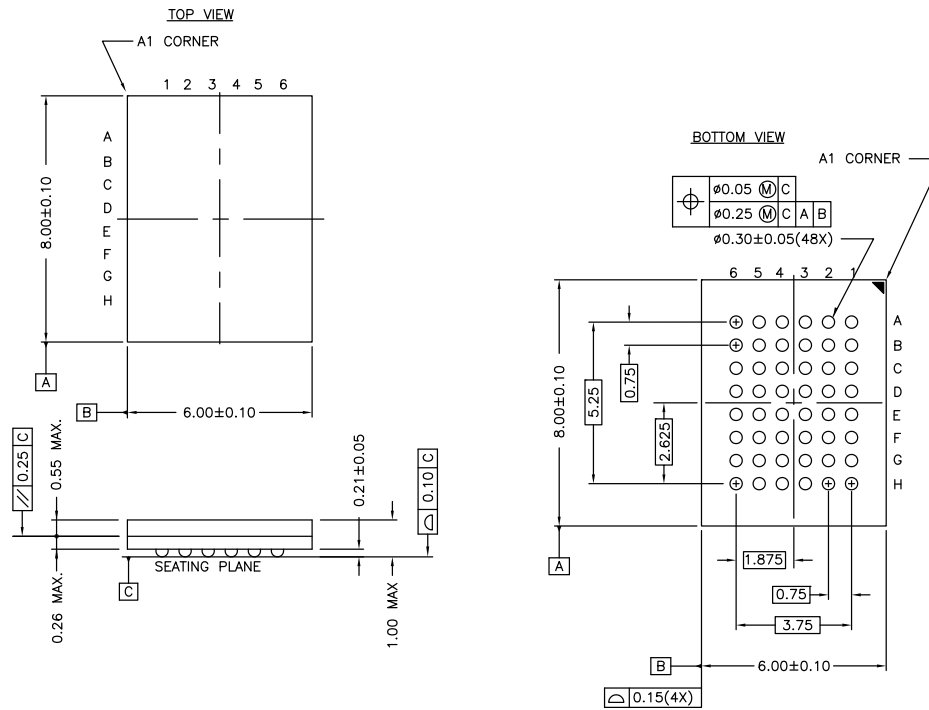 TOP VIEW
A1 CORNER
1 2 3 4 5 6
A
B
C
D
E
F
G
H
8.00±0.10
A
B
6.00±0.10
// 0.25 C
0.55 MAX.
0.21±0.05
0.10 C
SEATING PLANE
C
0.26 MAX.
1.00 MAX
BOTTOM VIEW
A1 CORNER
ø0.05 Ⓜ C
ø0.25 Ⓜ C A B
ø0.30±0.05(48X)
6 5 4 3 2 1
A
B
C
D
E
F
G
H
8.00±0.10
5.25
0.75
2.625
A
1.875
0.75
3.75
B
6.00±0.10
0.15(4X)